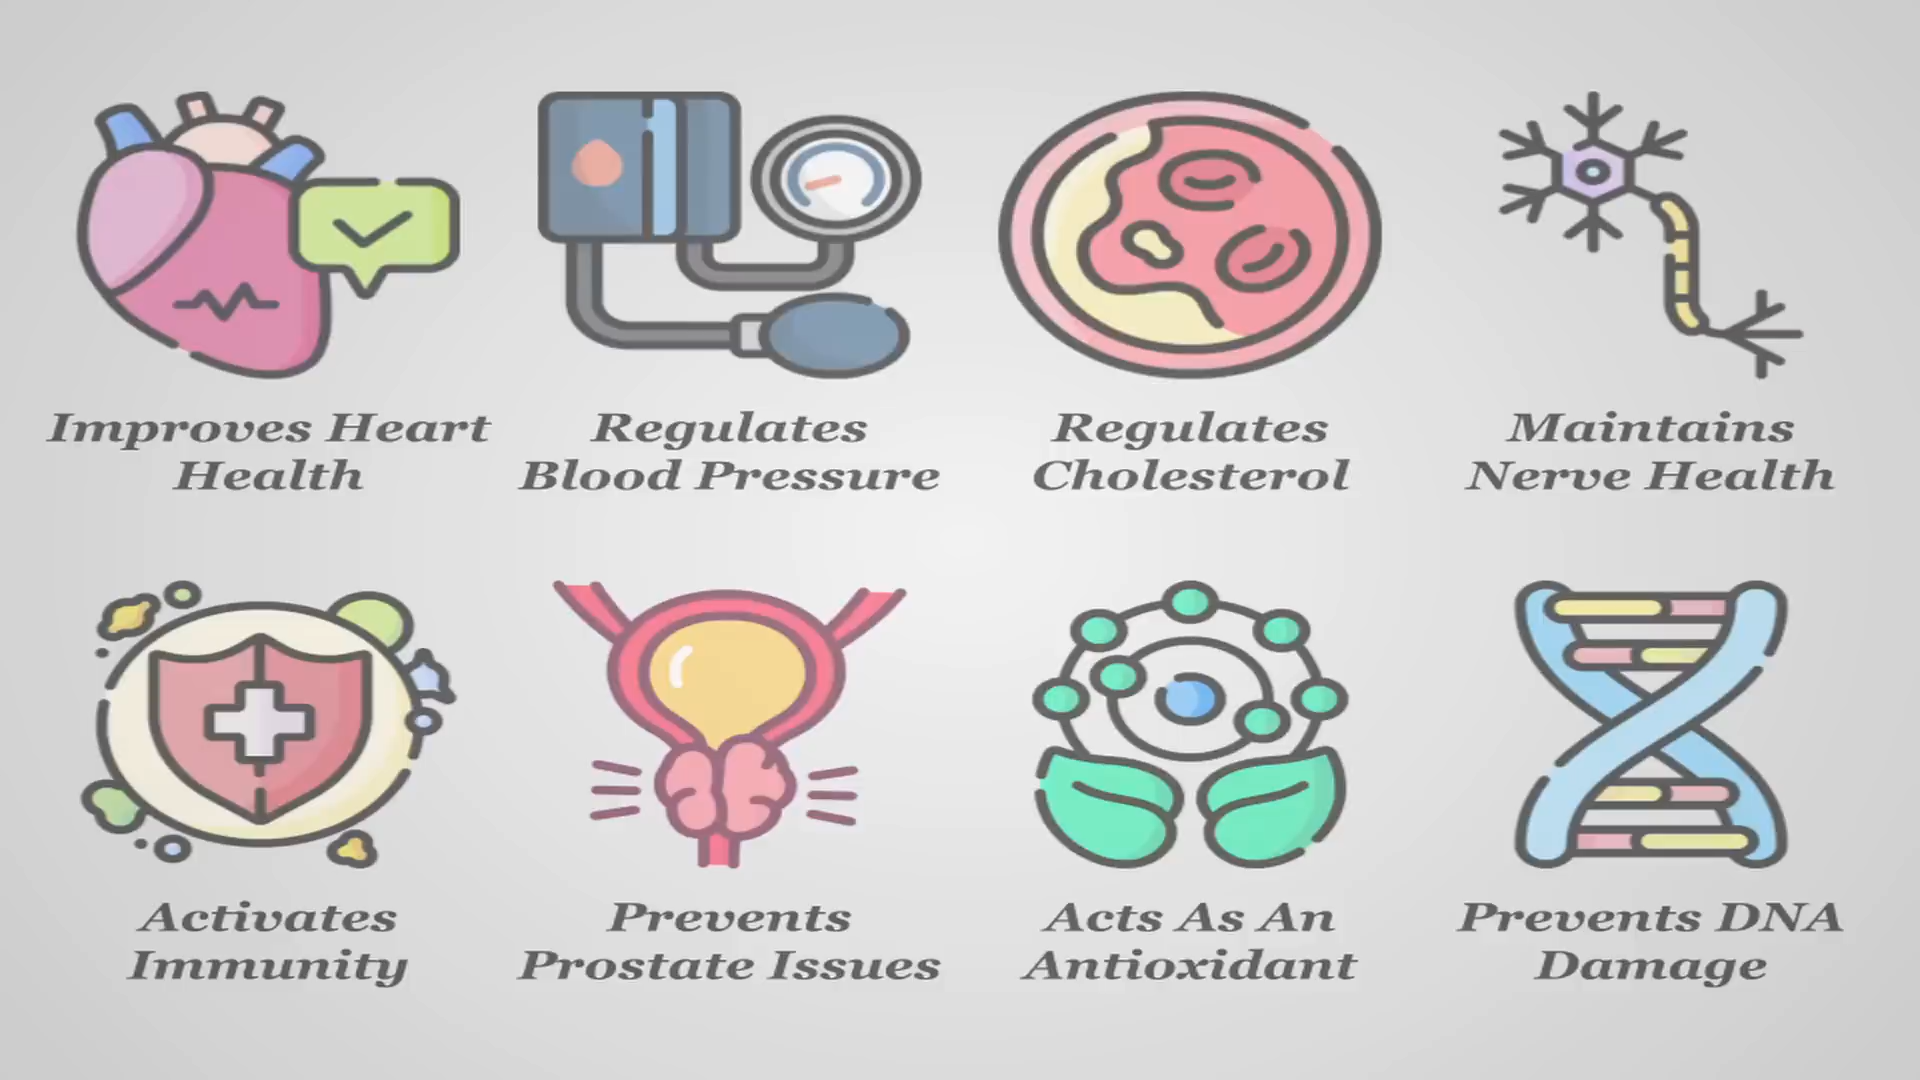 Improves Heart
Health
Regulates
Blood Pressure
Regulates
Cholesterol
Maintains
Nerve Health
Activates
Immunity
Prevents
Prostate Issues
Acts As An
Antioxidant
Prevents DNA
Damage